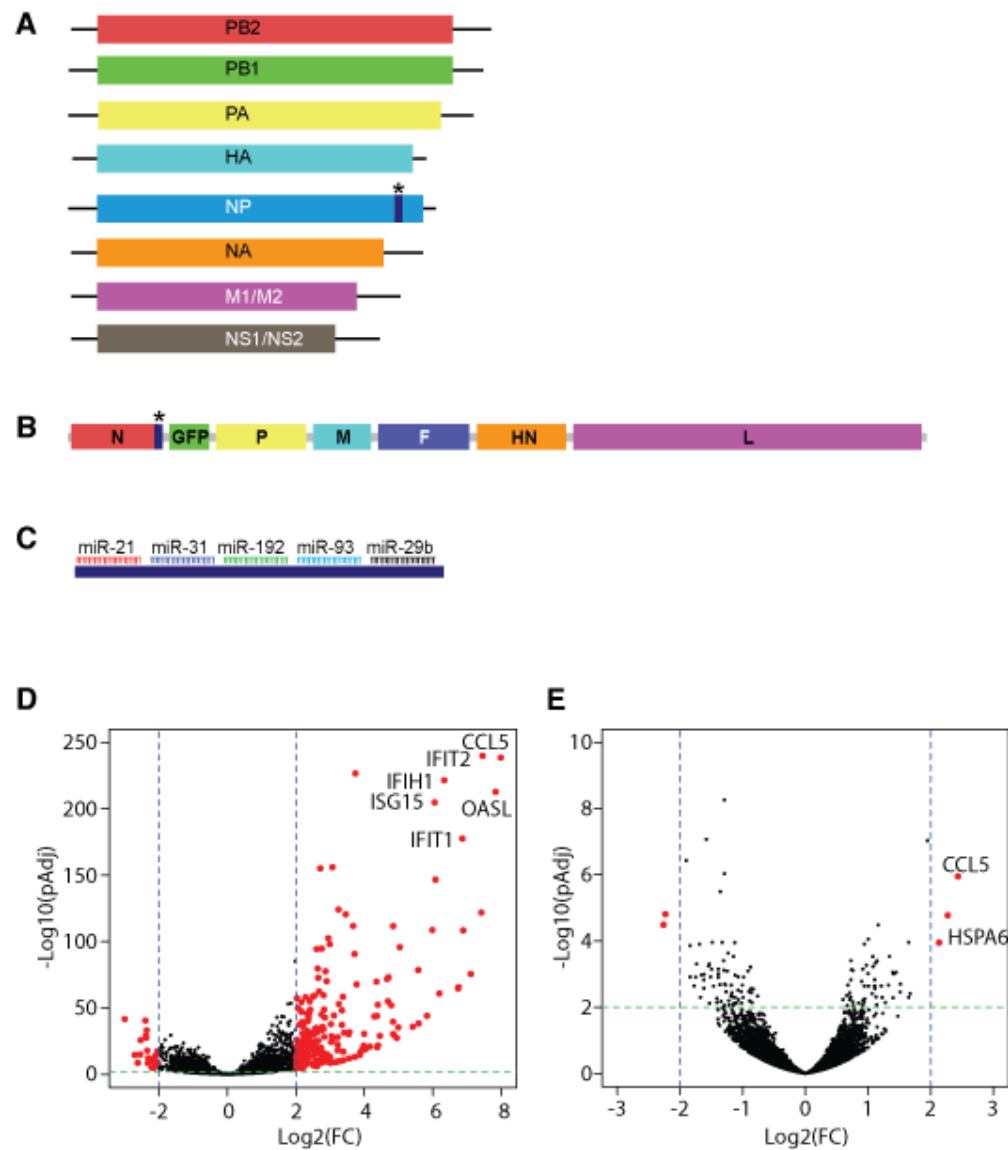 A
PB2
PB1
PA
HA
*
NP
NA
M1/M2
NS1/NS2
B
*
N GFP P M F HN L
C
miR-21 miR-31 miR-192 miR-93 miR-29b
D
250
200
150
100
50
0
-Log10(pAdj)
CCL5
IFIT2
IFIH1
ISG15
OASL
IFIT1
-2 0 2 4 6 8
Log2(FC)
E
10
8
6
4
2
0
-Log10(pAdj)
CCL5
HSPA6
-3 -2 -1 0 1 2 3
Log2(FC)